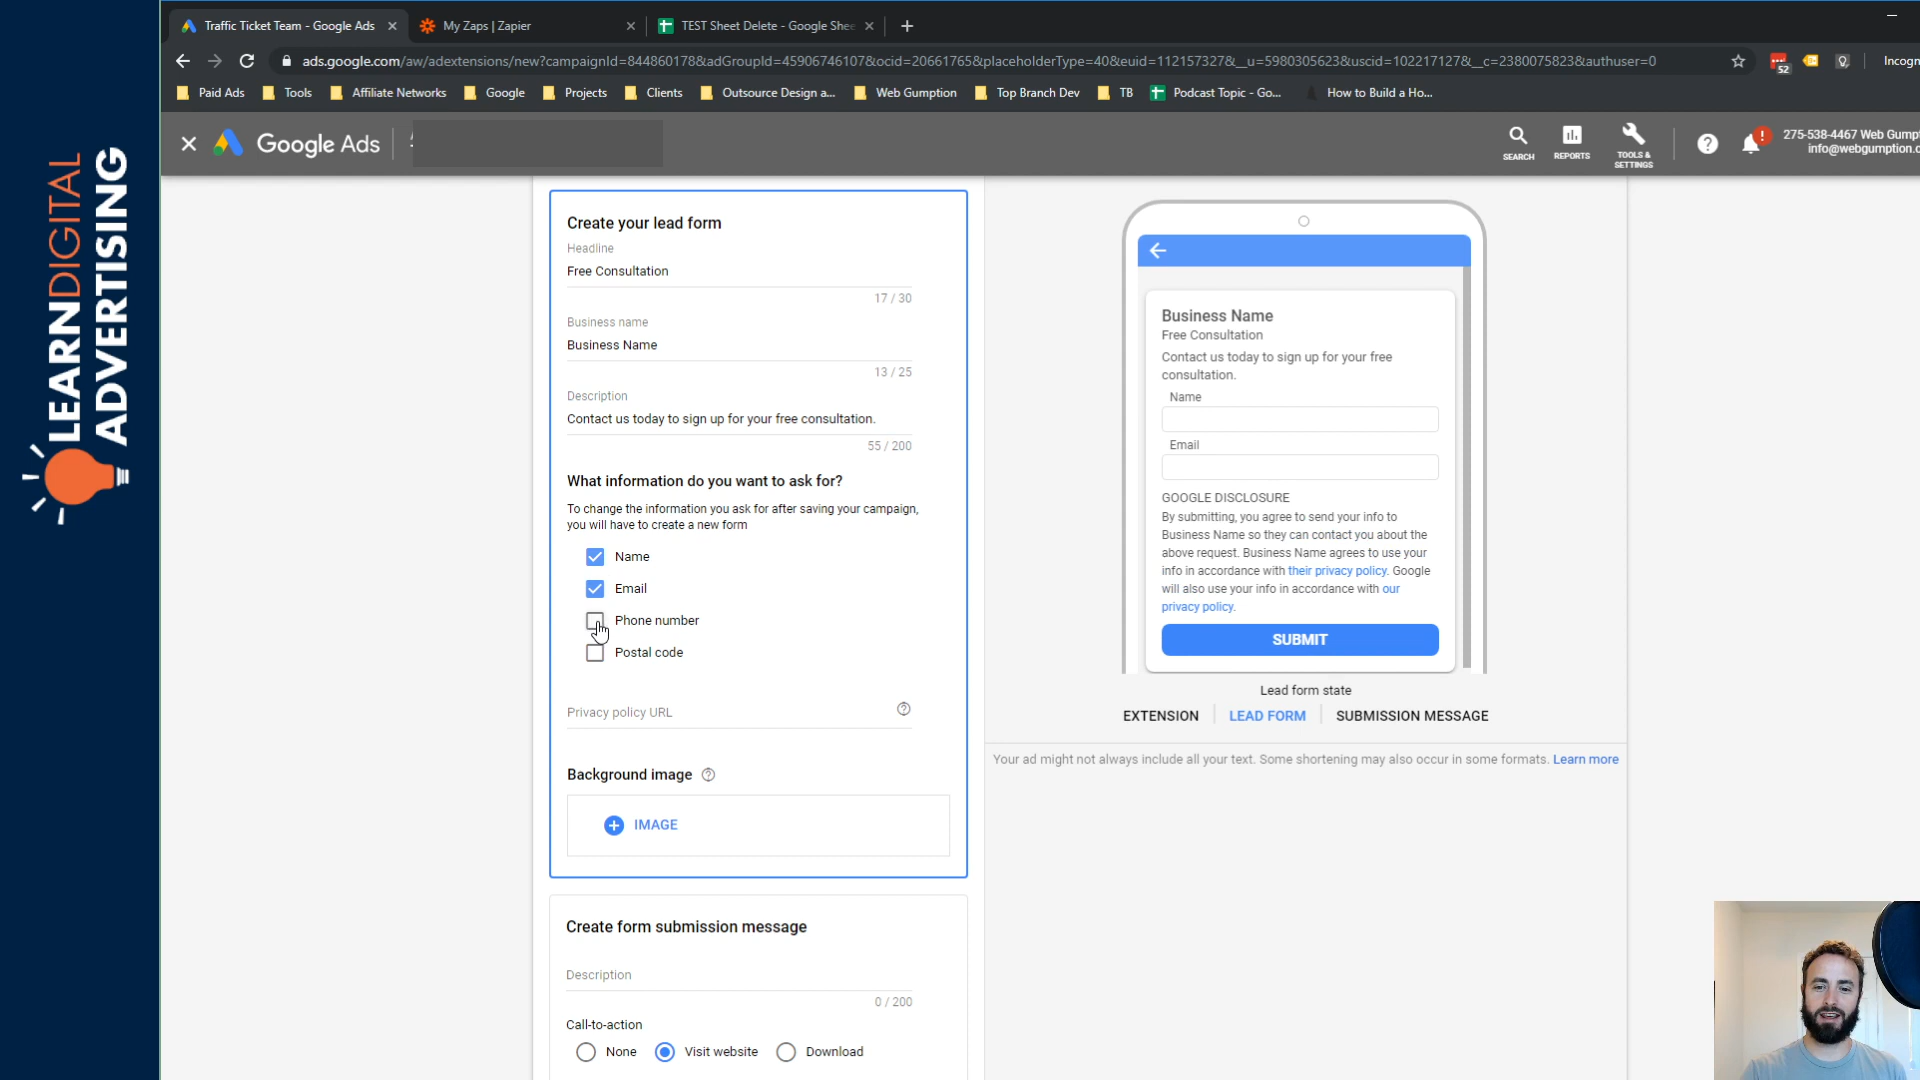 LEARNDIGITAL
ADVERTISING
Traffic Ticket Team - Google Ads
My Zaps | Zapier
TEST Sheet Delete - Google Shee
ads.google.com/aw/adextensions/new?campaignId=844860178&adGroupId=45906746107&ocid=20661765&placeholderType=40&euid=112157327&__u=5980305623&uscid=102217127&__c=2380075823&authuser=0
52
Incogn
Paid Ads
Tools
Affiliate Networks
Google
Projects
Clients
Outsource Design a...
Web Gumption
Top Branch Dev
TB
Podcast Topic - Go...
How to Build a Ho...
Google Ads
SEARCH
REPORTS
TOOLS &
SETTINGS
275-538-4467 Web Gumpt
info@webgumption.c
Create your lead form
Headline
Free Consultation
17 / 30
Business name
Business Name
13 / 25
Description
Contact us today to sign up for your free consultation.
55 / 200
What information do you want to ask for?
To change the information you ask for after saving your campaign,
you will have to create a new form
Name
Email
Phone number
Postal code
Privacy policy URL
Background image
IMAGE
Create form submission message
Description
0 / 200
Call-to-action
None
Visit website
Download
Business Name
Free Consultation
Contact us today to sign up for your free
consultation.
Name
Email
GOOGLE DISCLOSURE
By submitting, you agree to send your info to
Business Name so they can contact you about the
above request. Business Name agrees to use your
info in accordance with their privacy policy. Google
will also use your info in accordance with our
privacy policy.
SUBMIT
Lead form state
EXTENSION
LEAD FORM
SUBMISSION MESSAGE
Your ad might not always include all your text. Some shortening may also occur in some formats. Learn more